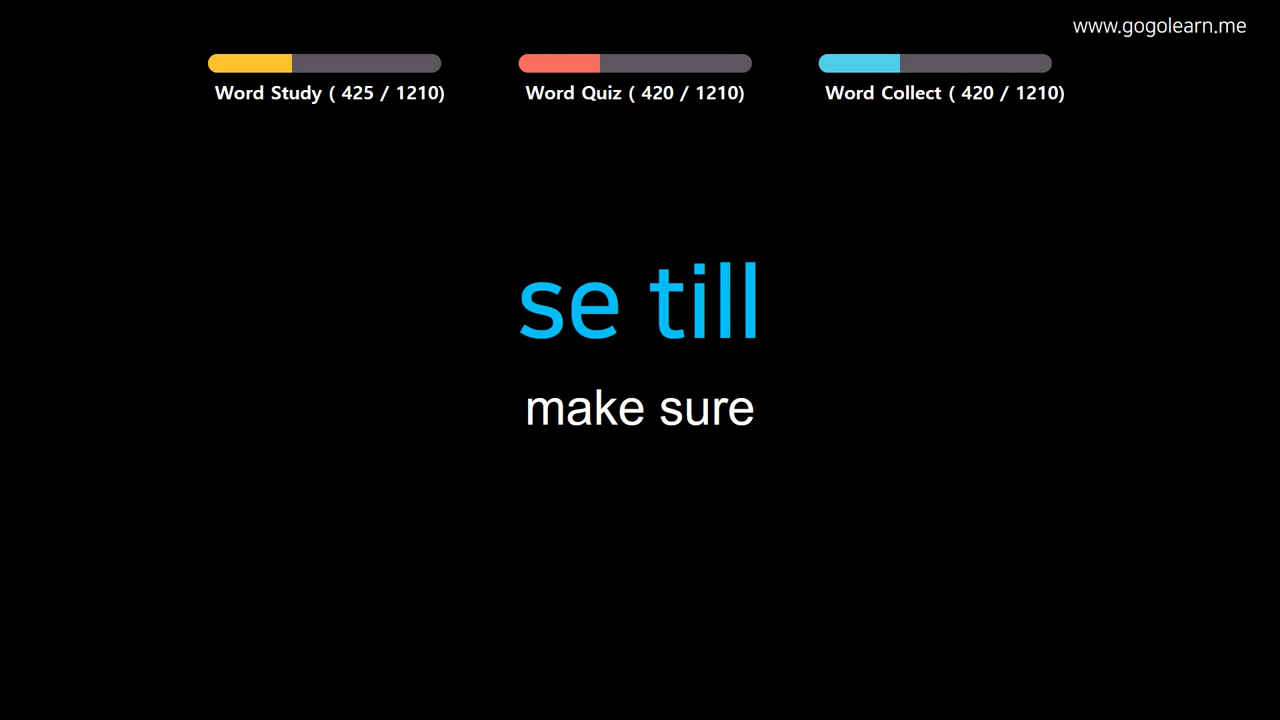 www.gogolearn.me
Word Study ( 425 / 1210)
Word Quiz ( 420 / 1210)
Word Collect ( 420 / 1210)
se till
make sure